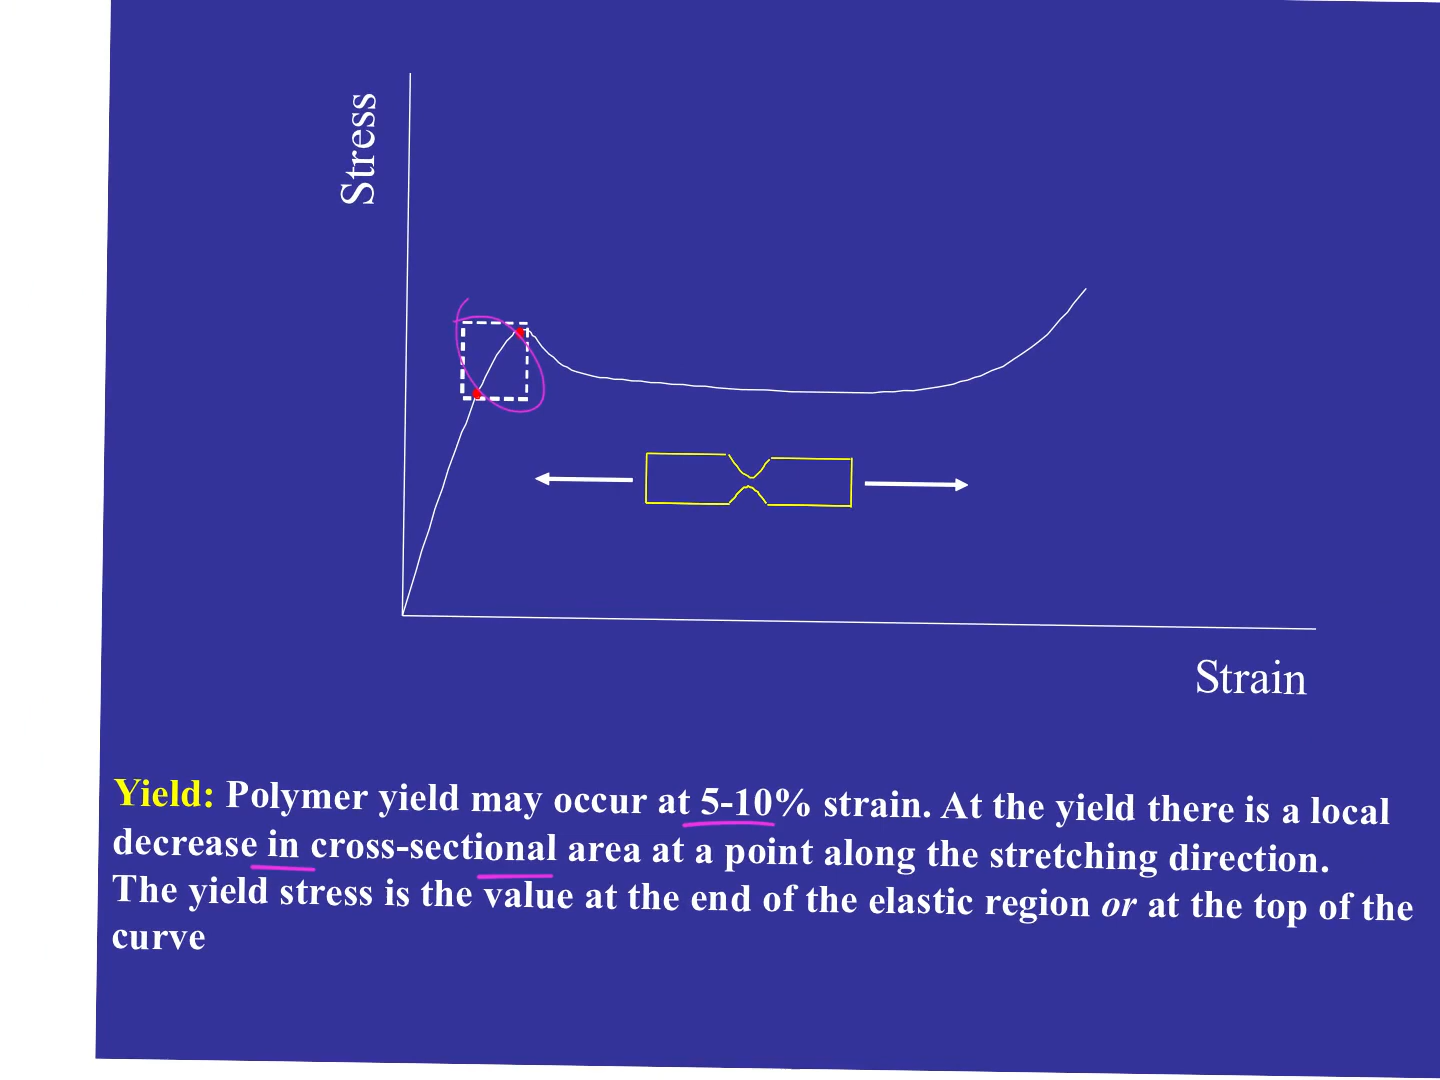 Stress
Strain
Yield: Polymer yield may occur at 5-10% strain. At the yield there is a local
decrease in cross-sectional area at a point along the stretching direction.
The yield stress is the value at the end of the elastic region or at the top of the
curve